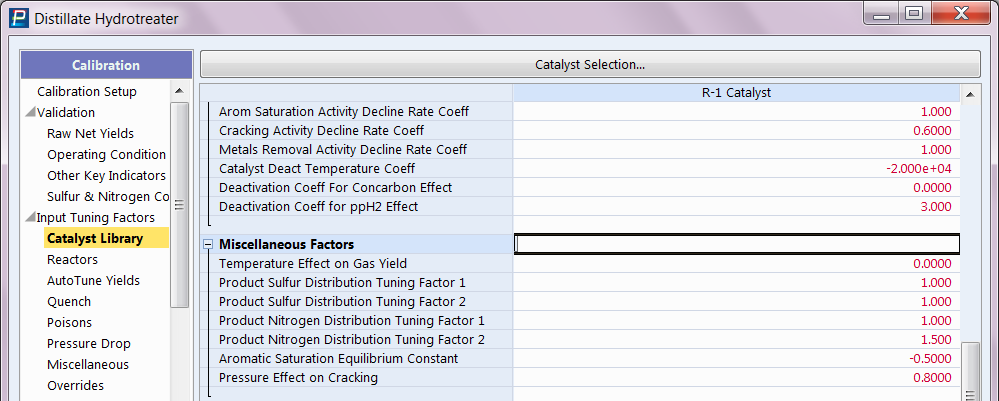 Distillate Hydrotreater
Calibration
Calibration Setup
Validation
Raw Net Yields
Operating Condition
Other Key Indicators
Sulfur & Nitrogen Co
Input Tuning Factors
Catalyst Library
Reactors
AutoTune Yields
Quench
Poisons
Pressure Drop
Miscellaneous
Overrides
Catalyst Selection...
R-1 Catalyst
Arom Saturation Activity Decline Rate Coeff 1.000
Cracking Activity Decline Rate Coeff 0.6000
Metals Removal Activity Decline Rate Coeff 1.000
Catalyst Deact Temperature Coeff -2.000e+04
Deactivation Coeff For Concarbon Effect 0.0000
Deactivation Coeff for ppH2 Effect 3.000
Miscellaneous Factors
Temperature Effect on Gas Yield 0.0000
Product Sulfur Distribution Tuning Factor 1 1.000
Product Sulfur Distribution Tuning Factor 2 1.000
Product Nitrogen Distribution Tuning Factor 1 1.000
Product Nitrogen Distribution Tuning Factor 2 1.500
Aromatic Saturation Equilibrium Constant -0.5000
Pressure Effect on Cracking 0.8000